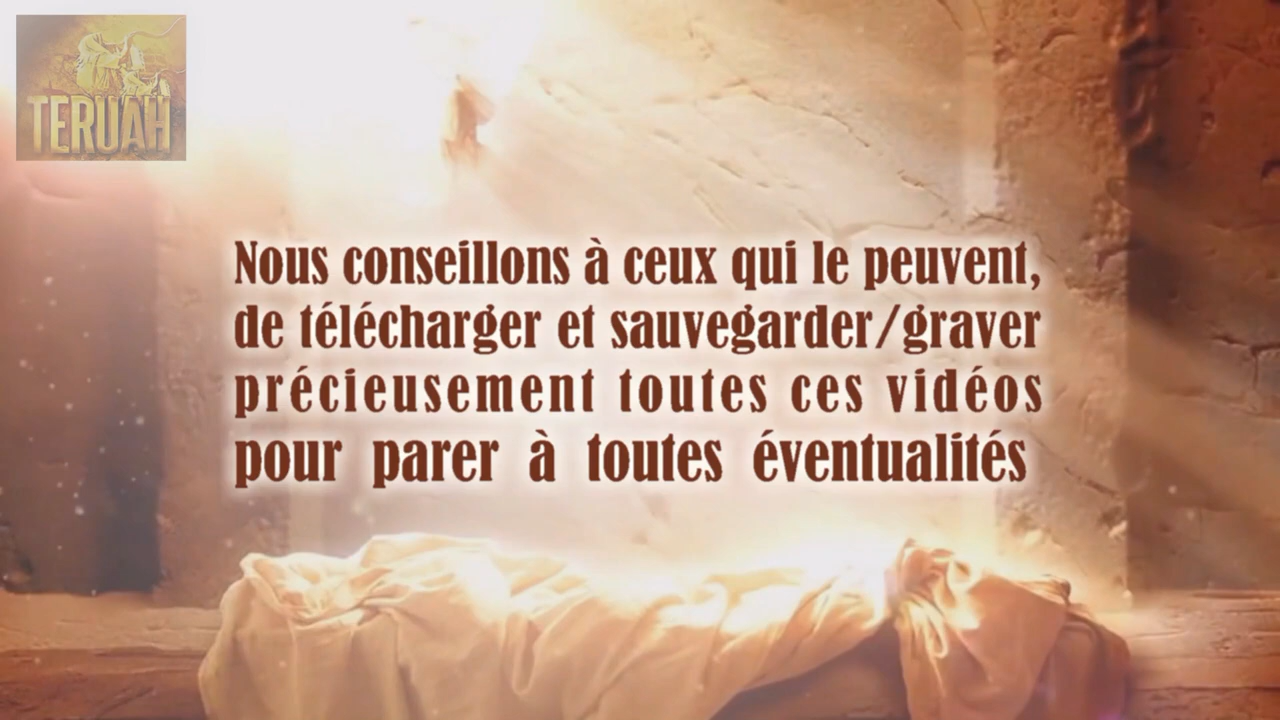 TERUAH
Nous conseillons à ceux qui le peuvent,
de télécharger et sauvegarder/graver
précieusement toutes ces vidéos
pour parer à toutes éventualités